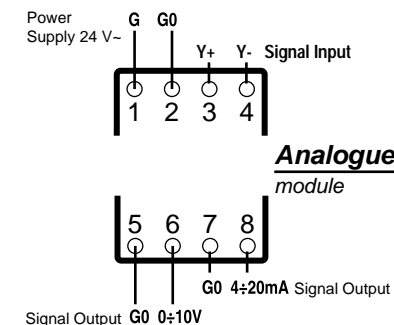 Power G G0
Supply 24 V~
Y+ Y- Signal Input
1 2 3 4
Analogue
module
5 6 7 8
G0 4÷20mA Signal Output
Signal Output G0 0÷10V